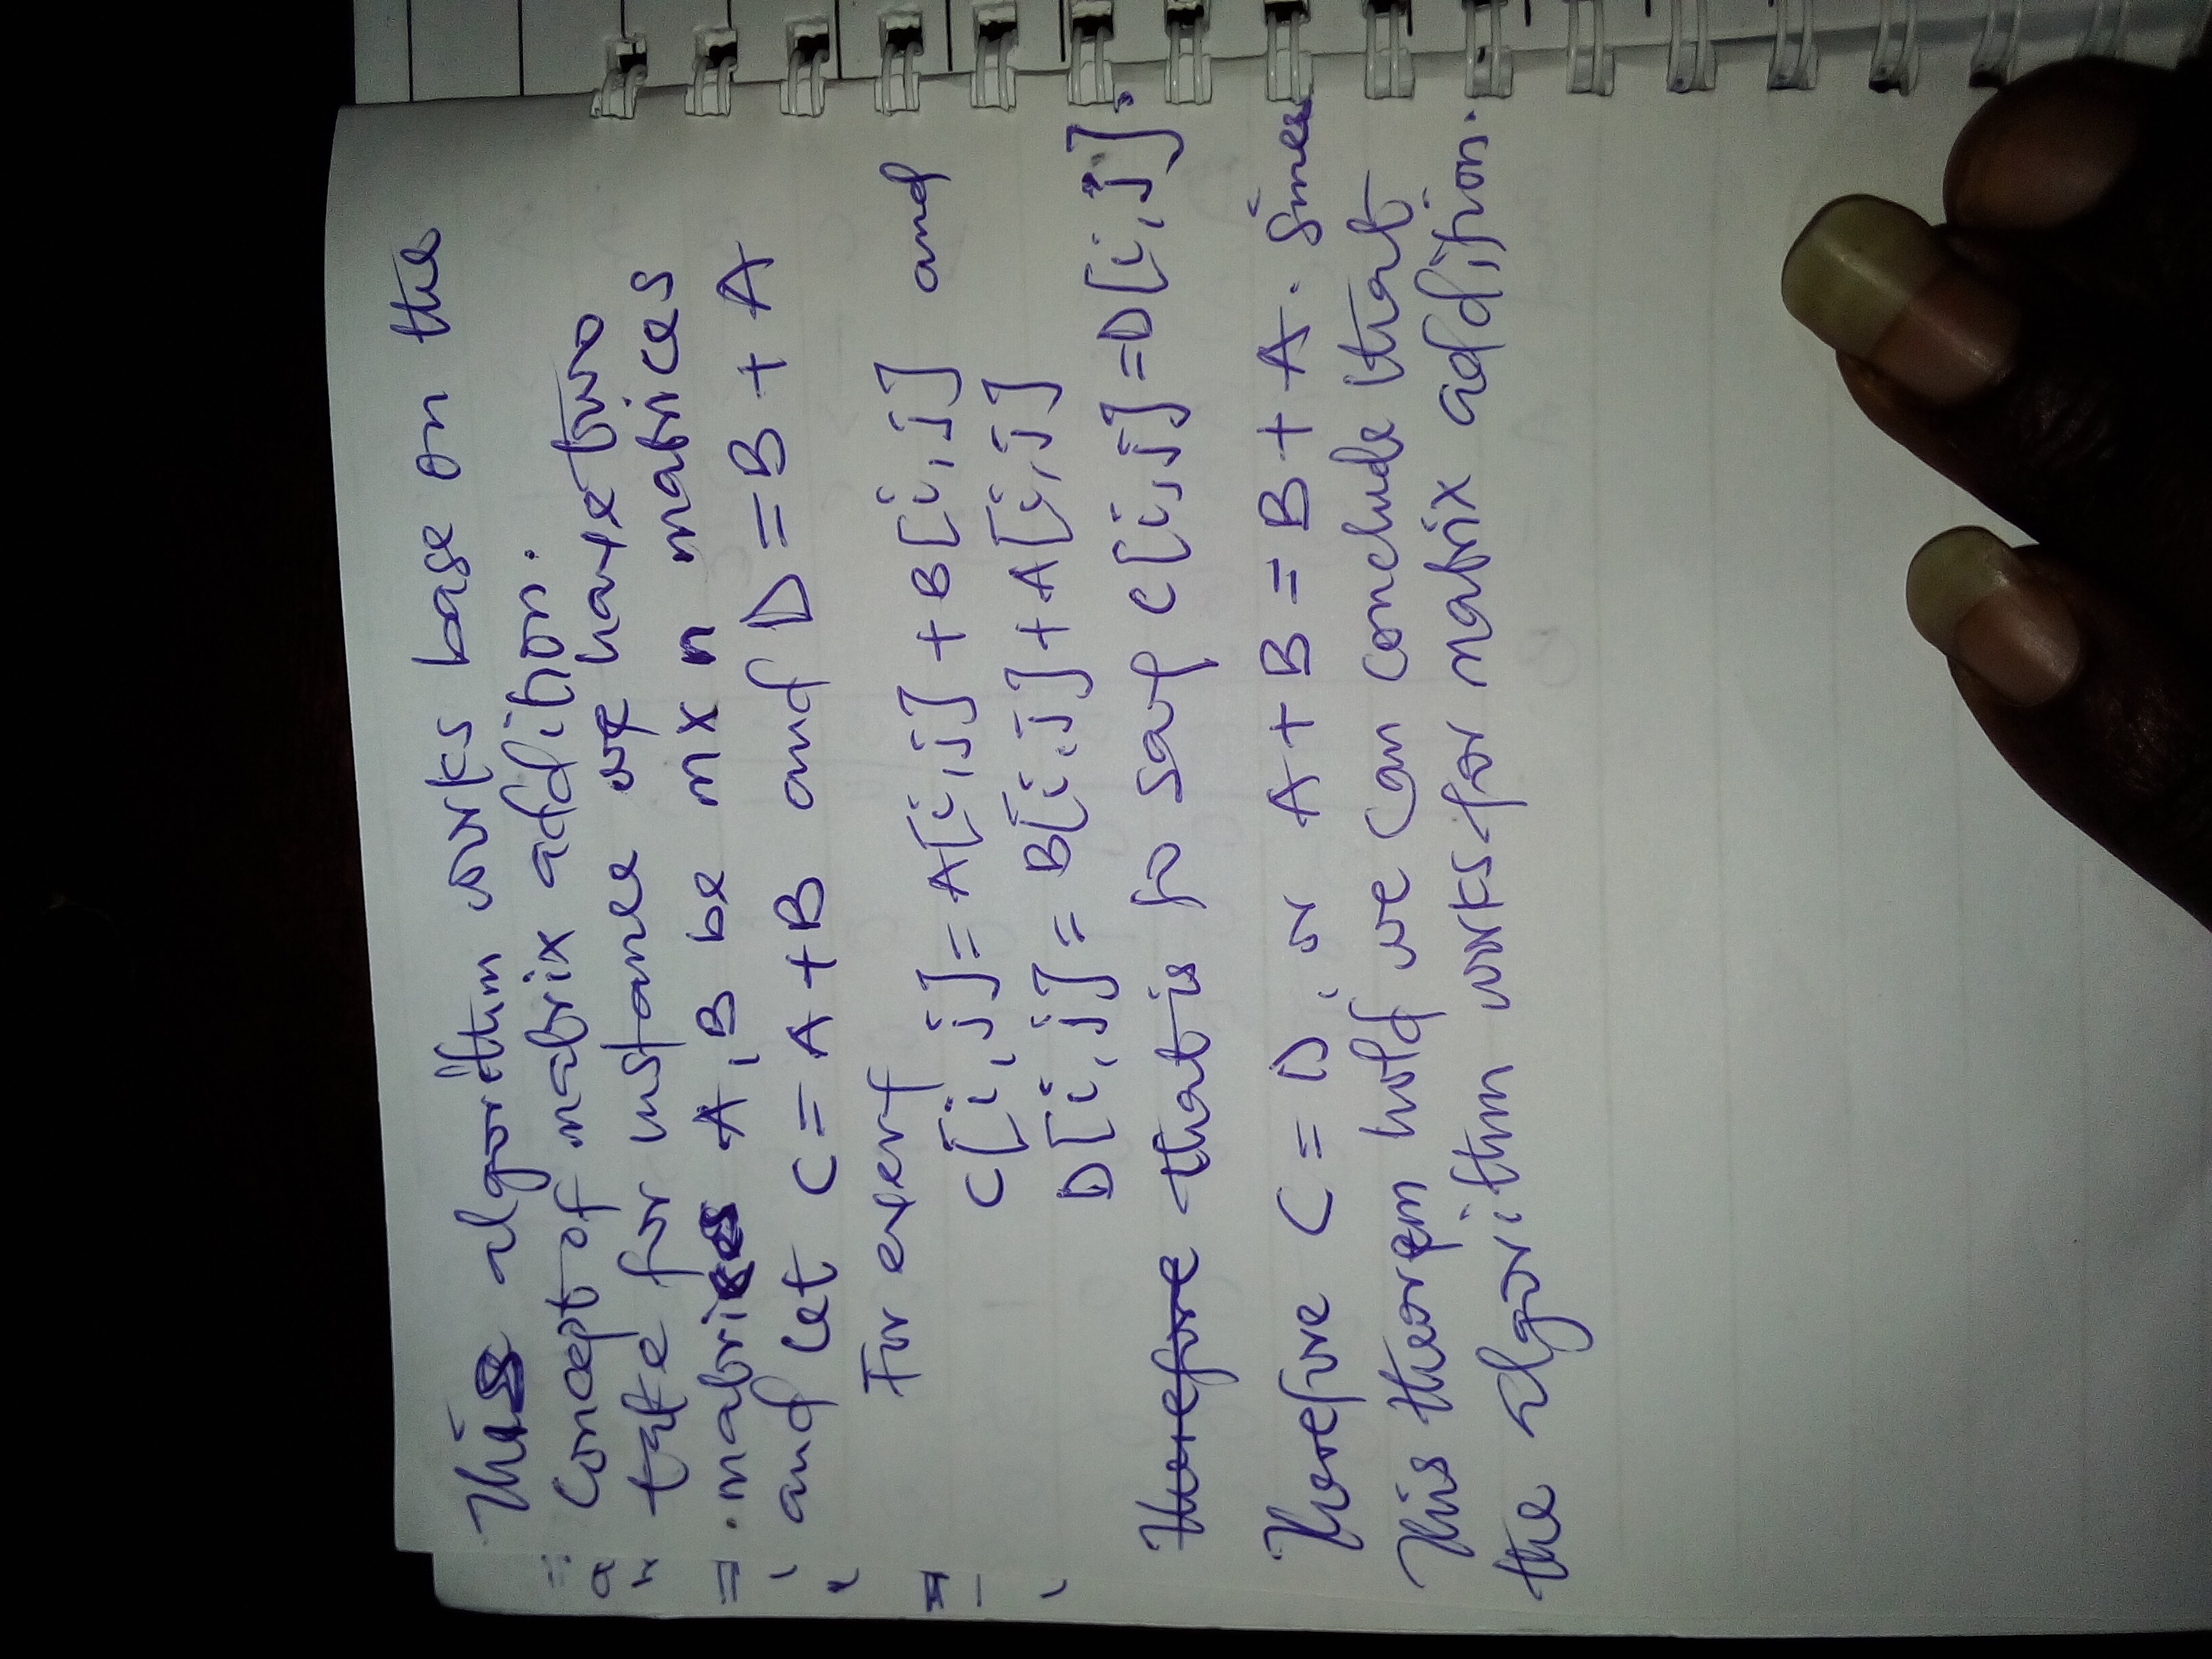 This algorithm works base on the
concept of matrix addition.
take for instance we have two
matrices A, B be m x n matrices
and let C = A + B and D = B + A
For every
C[i, j] = A[i, j] + B[i, j] and
D[i, j] = B[i, j] + A[i, j]
Therefore that is to say C[i, j] = D[i, j].
Therefore C = D, or A + B = B + A. Since
This theorem hold we can conclude that
the algorithm works for matrix addition.